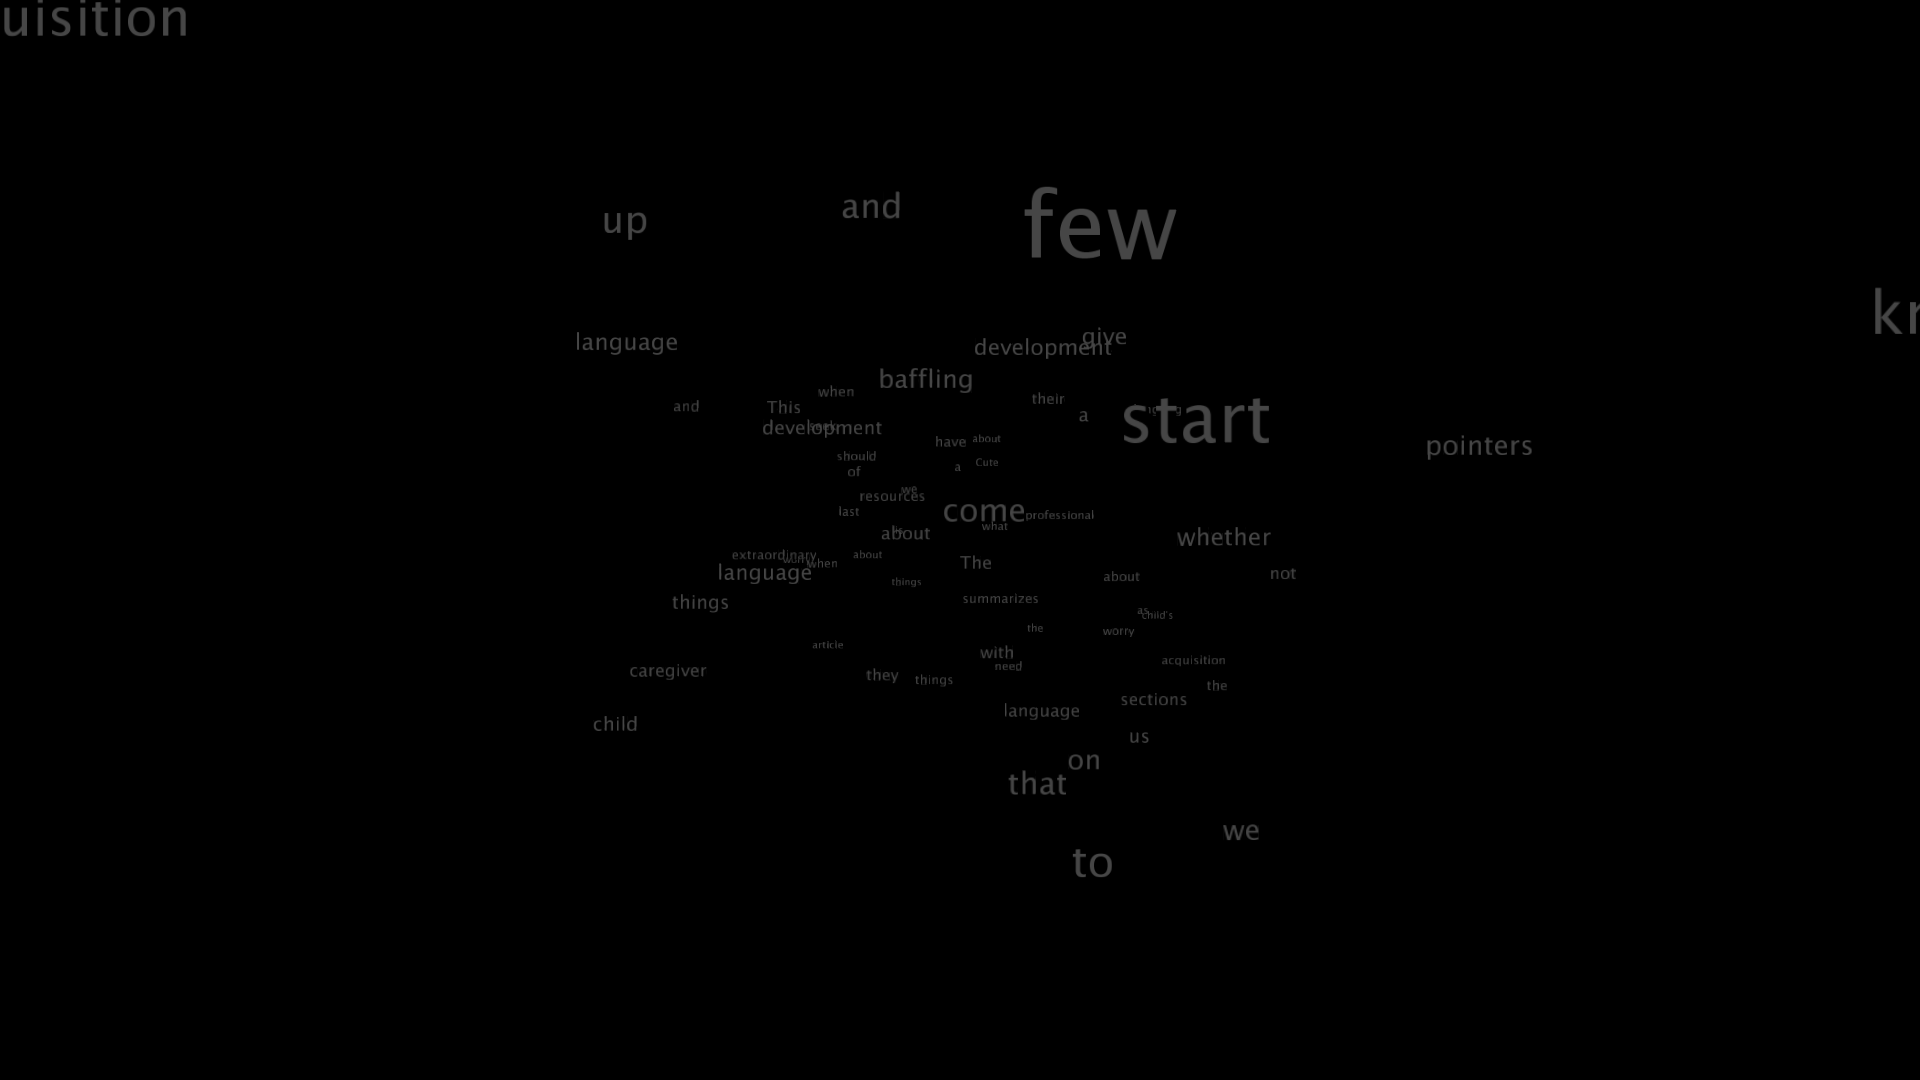 uisition
and
up
few
kr
give
language
development
baffling
when
their
and
This
a
start
development
have
about
pointers
should
Cute
a
of
we
resources
last
come
professional
what
about
whether
extraordinary
about
worry
when
The
language
not
about
things
summarizes
things
as
child's
the
worry
article
with
acquisition
need
caregiver
they
things
the
sections
language
child
us
on
that
we
to